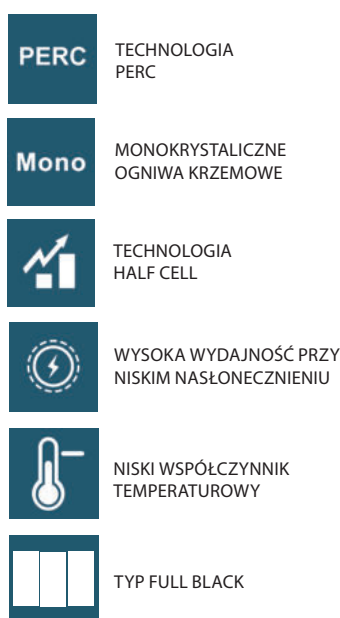 PERC
TECHNOLOGIA
PERC
Mono
MONOKRYSTALICZNE
OGNIWA KRZEMOWE
TECHNOLOGIA
HALF CELL
WYSOKA WYDAJNOŚĆ PRZY
NISKIM NASŁONECZNIENIU
NISKI WSPÓŁCZYNNIK
TEMPERATUROWY
TYP FULL BLACK